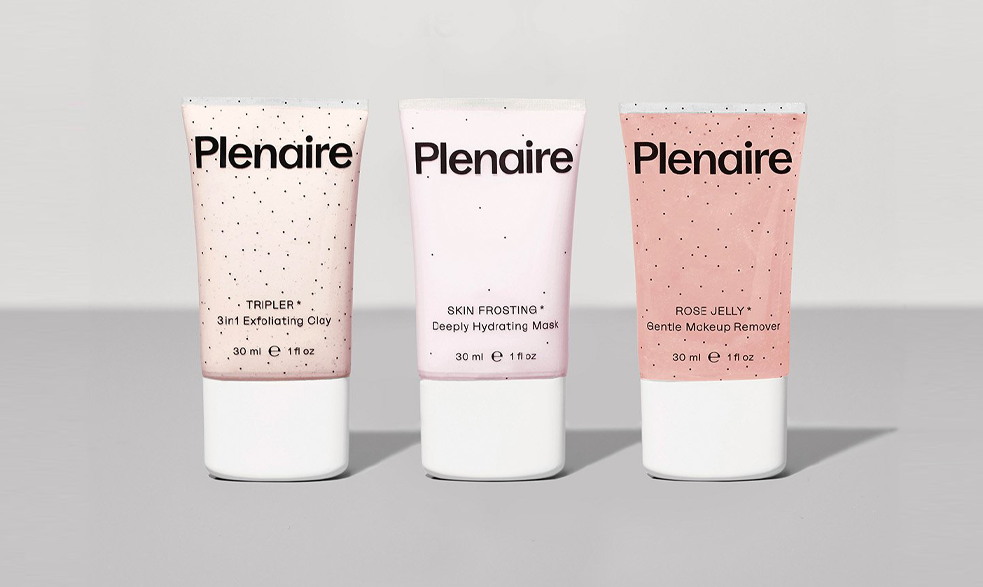 Plenaire
TRIPLER*
3in1 Exfoliating Clay
30 ml ℮ 1 fl oz
Plenaire
SKIN FROSTING*
Deeply Hydrating Mask
30 ml ℮ 1 fl oz
Plenaire
ROSE JELLY*
Gentle Makeup Remover
30 ml ℮ 1 fl oz